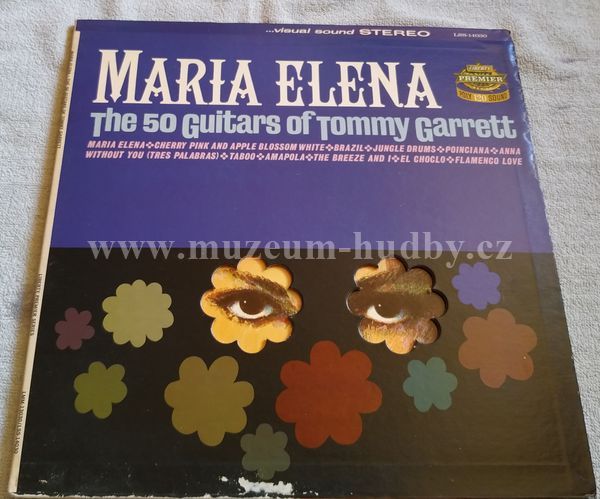 ...visual sound STEREO
LSS-14030
MARIA ELENA
LIBERTY
PREMIER
The 50 Guitars of Tommy Garrett
MARIA ELENA❖CHERRY PINK AND APPLE BLOSSOM WHITE❖BRAZIL❖JUNGLE DRUMS❖POINCIANA❖ANNA
WITHOUT YOU (TRES PALABRAS)❖TABOO❖AMAPOLA❖THE BREEZE AND I❖EL CHOCLO❖FLAMENCO LOVE
www.muzeum-hudby.cz